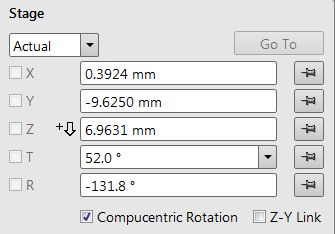 Stage
Actual Go To
X 0.3924 mm
Y -9.6250 mm
Z + 6.9631 mm
T 52.0 °
R -131.8 °
Compucentric Rotation Z-Y Link